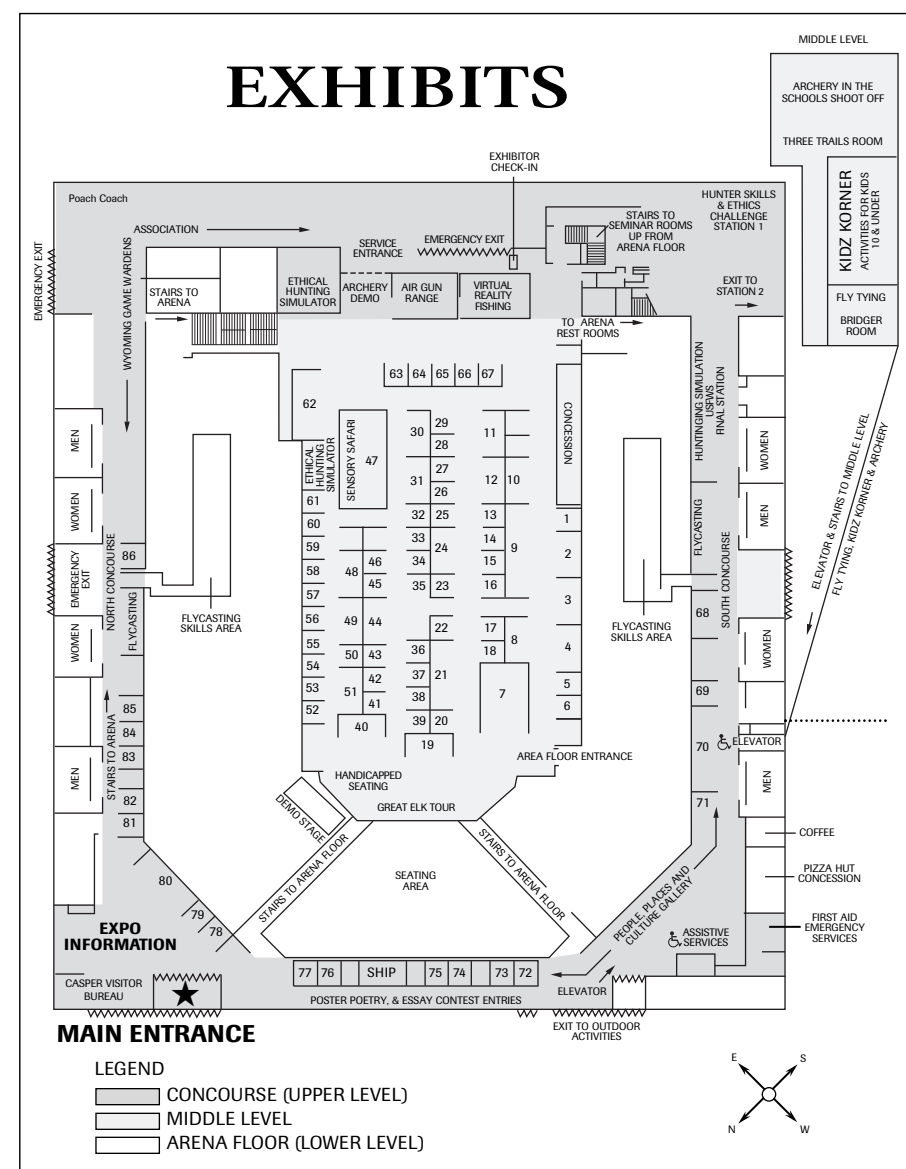 MIDDLE LEVEL
EXHIBITS
ARCHERY IN THE
SCHOOLS SHOOT OFF
THREE TRAILS ROOM
KIDZ KORNER
ACTIVITIES FOR KIDS
10 & UNDER
FLY TYING
BRIDGER
ROOM
EXHIBITOR
CHECK-IN
Poach Coach
HUNTER SKILLS
& ETHICS
CHALLENGE
STATION 1
ASSOCIATION
STAIRS TO
SEMINAR ROOMS
UP FROM
ARENA FLOOR
SERVICE
ENTRANCE
EMERGENCY EXIT
EMERGENCY EXIT
WYOMING GAME WARDENS
STAIRS TO
ARENA
ETHICAL
HUNTING
SIMULATOR
ARCHERY
DEMO
AIR GUN
RANGE
VIRTUAL
REALITY
FISHING
EXIT TO
STATION 2
TO ARENA
REST ROOMS
HUNTINGING SIMULATION
USFWS
RNAL STATION
63 64 65 66 67
62
SENSORY SAFARI
47
ETHICAL
HUNTING
SIMULATOR
CONCESSION
29
30
28
11
27
31
26
12 10
61
60
59
58
57
56
55
54
53
52
32 25
33
24
34
35 23
13
14
9
15
16
46
48
45
49 44
50 43
42
51
41
40
22
36
37 21
38
39 20
19
17
8
18
7
1
2
3
4
5
6
MEN
WOMEN
EMERGENCY
EXIT
WOMEN
MEN
NORTH CONCOURSE
86
FLYCASTING
STAIRS TO ARENA
85
84
83
82
81
80
79
78
FLYCASTING
SKILLS AREA
FLYCASTING
SKILLS AREA
FLYCASTING
SOUTH CONCOURSE
68
69
70
71
WOMEN
MEN
WOMEN
ELEVATOR
MEN
ELEVATOR & STAIRS TO MIDDLE LEVEL
FLY TYING, KIDZ KORNER & ARCHERY
AREA FLOOR ENTRANCE
HANDICAPPED
SEATING
DEMO STAGE
GREAT ELK TOUR
STAIRS TO ARENA FLOOR
SEATING
AREA
STAIRS TO ARENA FLOOR
PEOPLE, PLACES AND
CULTURE GALLERY
COFFEE
PIZZA HUT
CONCESSION
FIRST AID
EMERGENCY
SERVICES
ASSISTIVE
SERVICES
EXPO
INFORMATION
CASPER VISITOR
BUREAU
77 76 SHIP 75 74 73 72
POSTER POETRY, & ESSAY CONTEST ENTRIES
ELEVATOR
EXIT TO OUTDOOR
ACTIVITIES
MAIN ENTRANCE
LEGEND
CONCOURSE (UPPER LEVEL)
MIDDLE LEVEL
ARENA FLOOR (LOWER LEVEL)
E S
N W